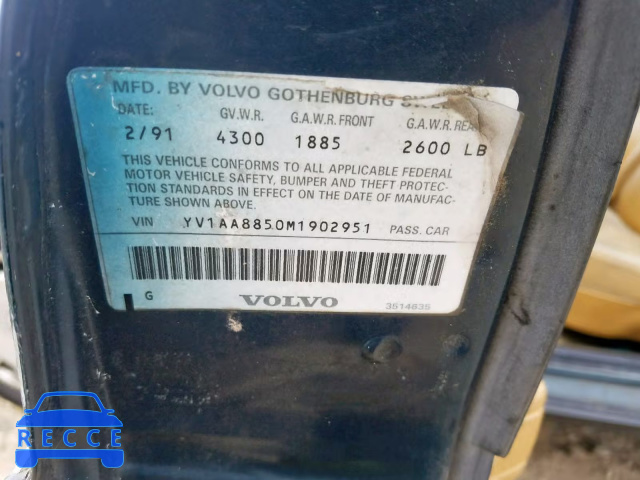 MFD. BY VOLVO GOTHENBURG
DATE: G.V.W.R. G.A.W.R. FRONT G.A.W.R. REA
2/91 4300 1885 2600 LB
THIS VEHICLE CONFORMS TO ALL APPLICABLE FEDERAL
MOTOR VEHICLE SAFETY, BUMPER AND THEFT PROTEC-
TION STANDARDS IN EFFECT ON THE DATE OF MANUFAC-
TURE SHOWN ABOVE.
VIN YV1AA8850M1902951 PASS. CAR
G VOLVO 3514835
RECCE